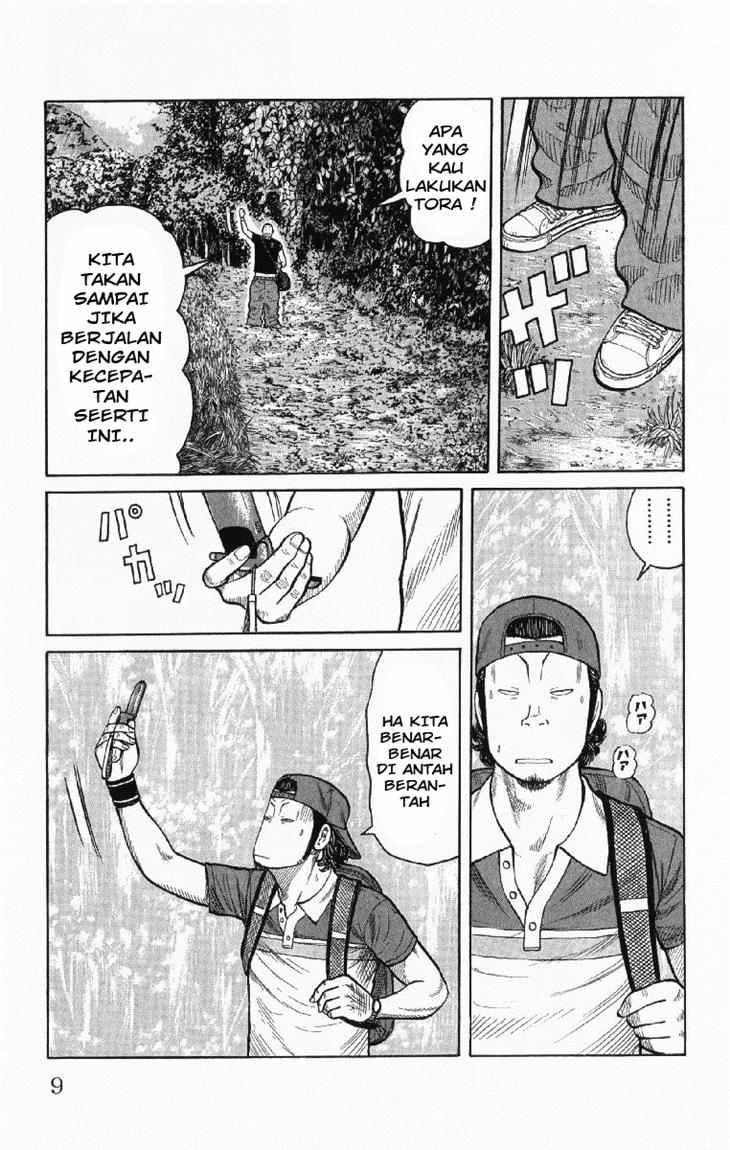 ザッ
APA
YANG
KAU
LAKUKAN
TORA !
KITA
TAKAN
SAMPAI
JIKA
BERJALAN
DENGAN
KECEPA-
TAN
SEERTI
INI..
......
ハァ
ハァ
パカッ
HA KITA
BENAR-
BENAR
DI ANTAH
BERAN-
TAH
9